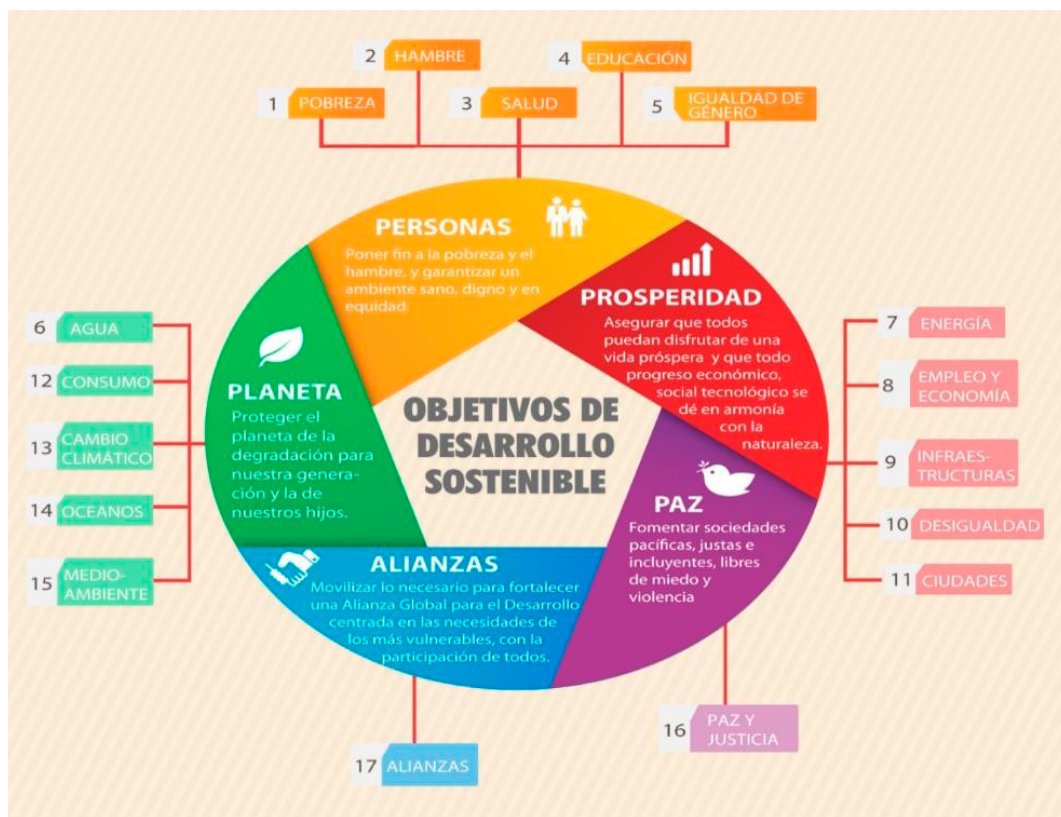 2 HAMBRE
4 EDUCACIÓN
1 POBREZA
3 SALUD
5 IGUALDAD DE
GÉNERO
PERSONAS
Poner fin a la pobreza y el
hambre, y garantizar un
ambiente sano, digno y en
equidad.
PROSPERIDAD
Asegurar que todos
puedan disfrutar de una
vida próspera y que todo
progreso económico,
social tecnológico se
dé en armonía
con la
naturaleza.
6 AGUA
12 CONSUMO
13 CAMBIO
CLIMÁTICO
14 OCEANOS
15 MEDIO-
AMBIENTE
PLANETA
Proteger el
planeta de la
degradación para
nuestra genera-
ción y la de
nuestros hijos.
OBJETIVOS DE
DESARROLLO
SOSTENIBLE
7 ENERGÍA
8 EMPLEO Y
ECONOMÍA
9 INFRAES-
TRUCTURAS
10 DESIGUALDAD
11 CIUDADES
PAZ
Fomentar sociedades
pacíficas, justas e
incluyentes, libres
de miedo y
violencia
ALIANZAS
Movilizar lo necesario para fortalecer
una Alianza Global para el Desarrollo
centrada en las necesidades de
los más vulnerables, con la
participación de todos.
16 PAZ Y
JUSTICIA
17 ALIANZAS